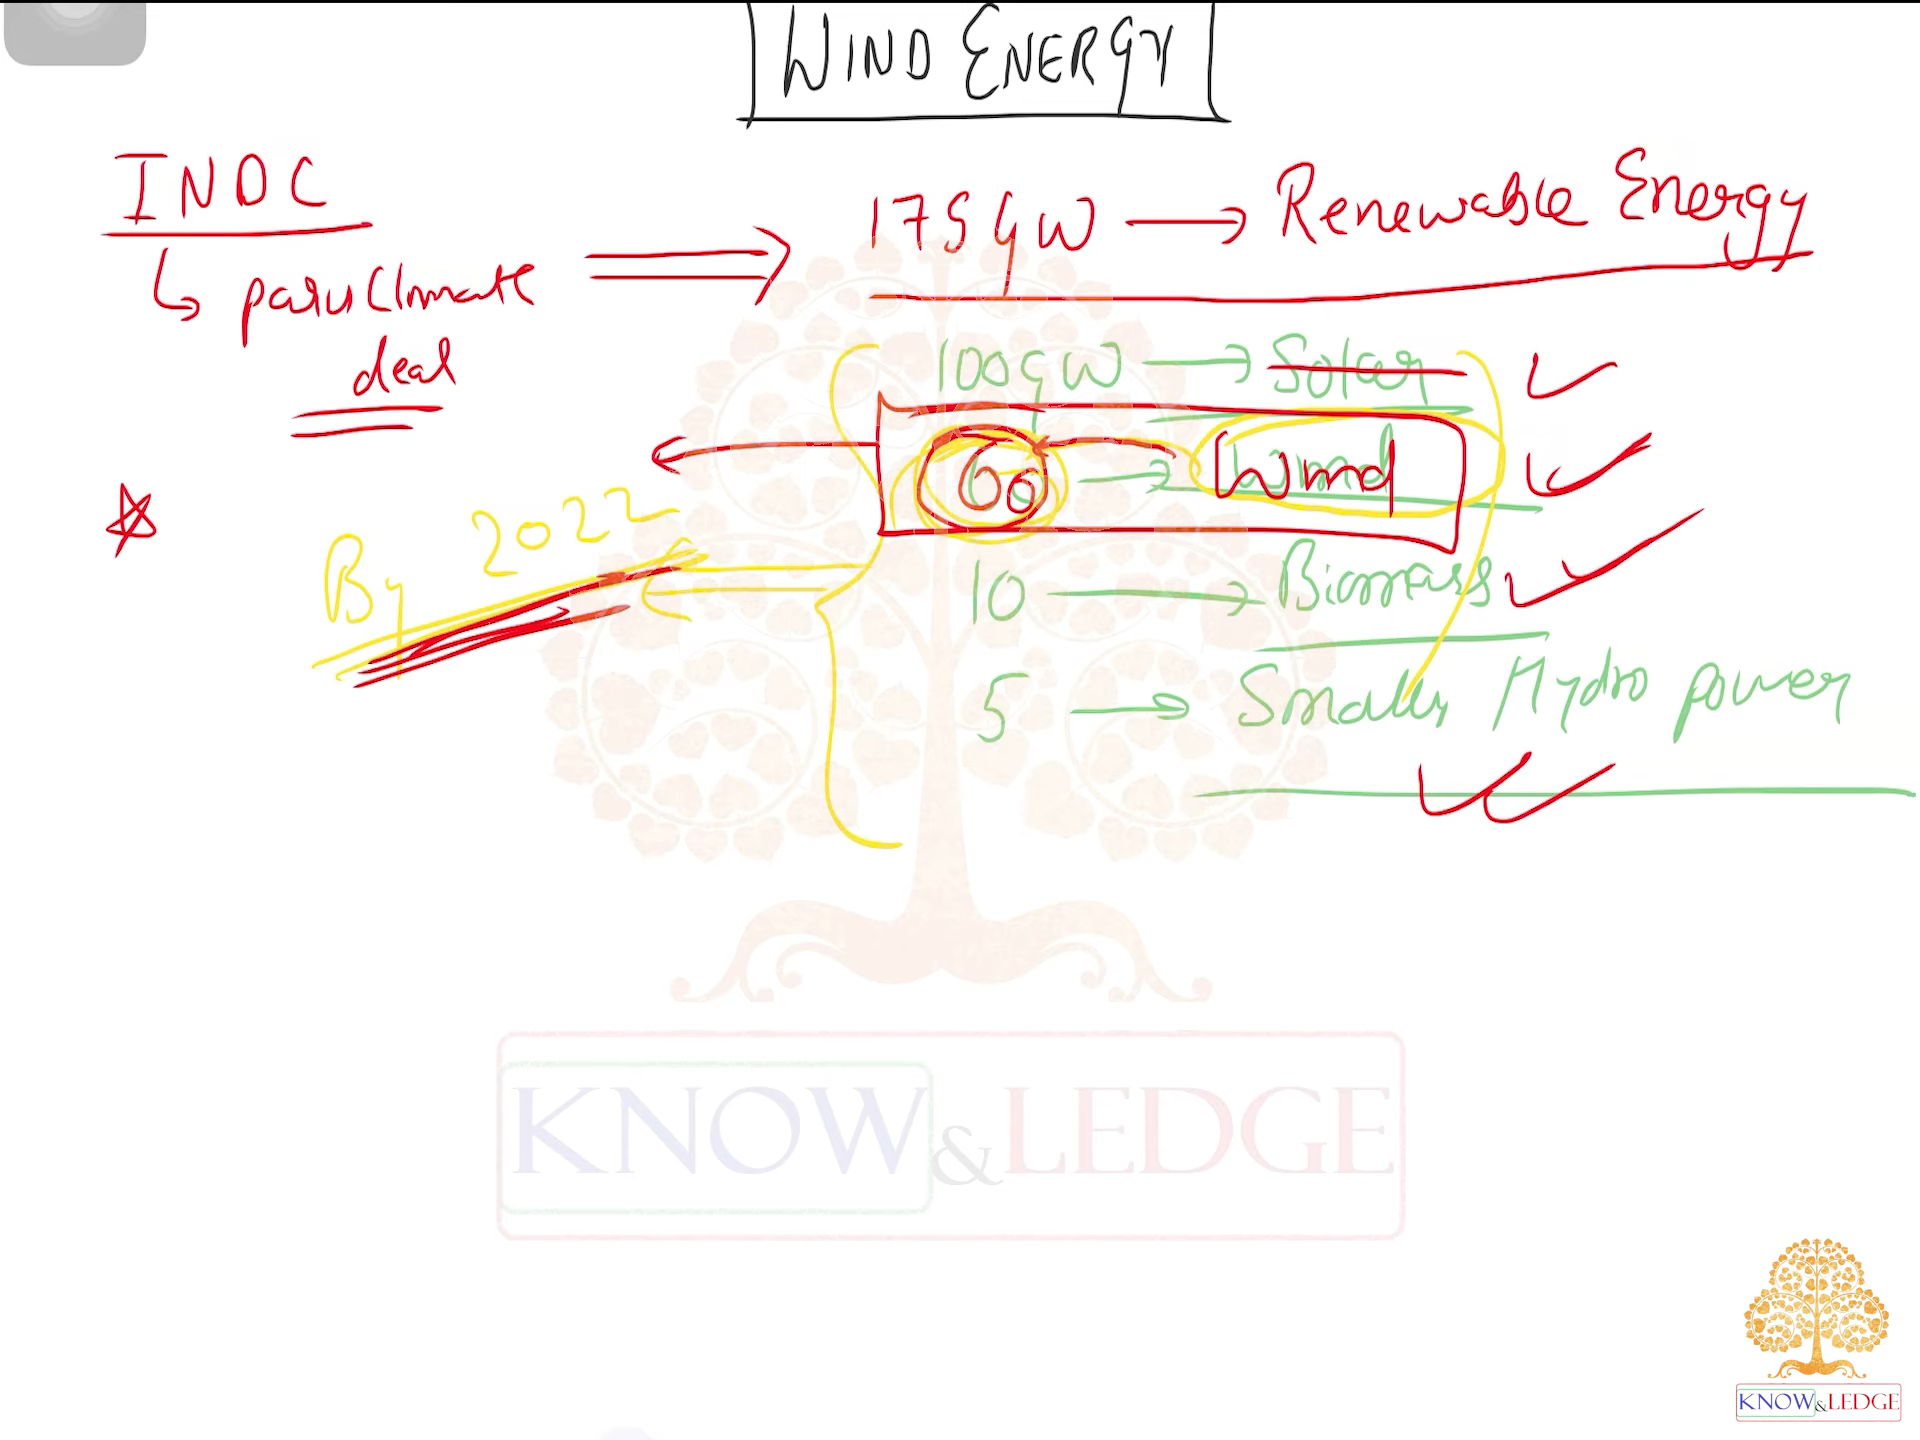 WIND ENERGY
INDC
↳ paris Climate deal
⇒ 175 GW → Renewable Energy
100 GW → Solar
60 → Wind
By 2022
10 → Biomass
5 → Small Hydro power
KNOW&LEDGE
KNOW&LEDGE